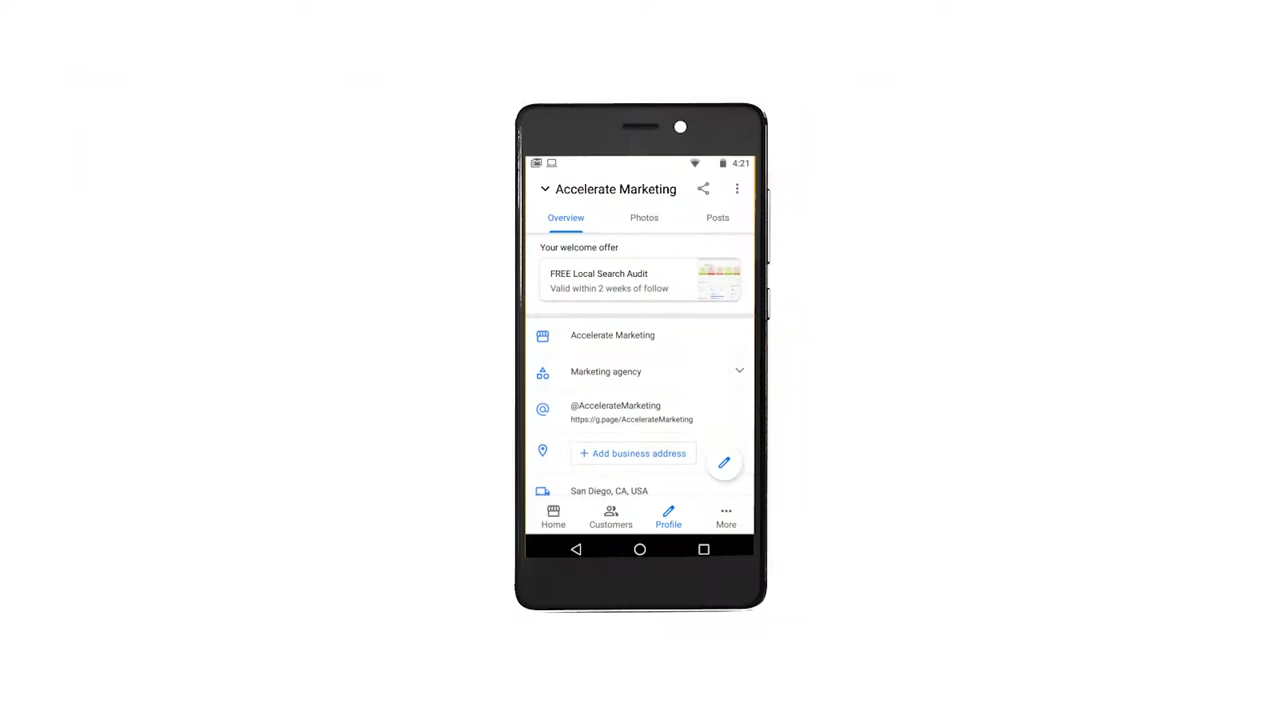 4:21
Accelerate Marketing
Overview Photos Posts
Your welcome offer
FREE Local Search Audit
Valid within 2 weeks of follow
Accelerate Marketing
Marketing agency
@AccelerateMarketing
https://g.page/AccelerateMarketing
+ Add business address
San Diego, CA, USA
Home Customers Profile More